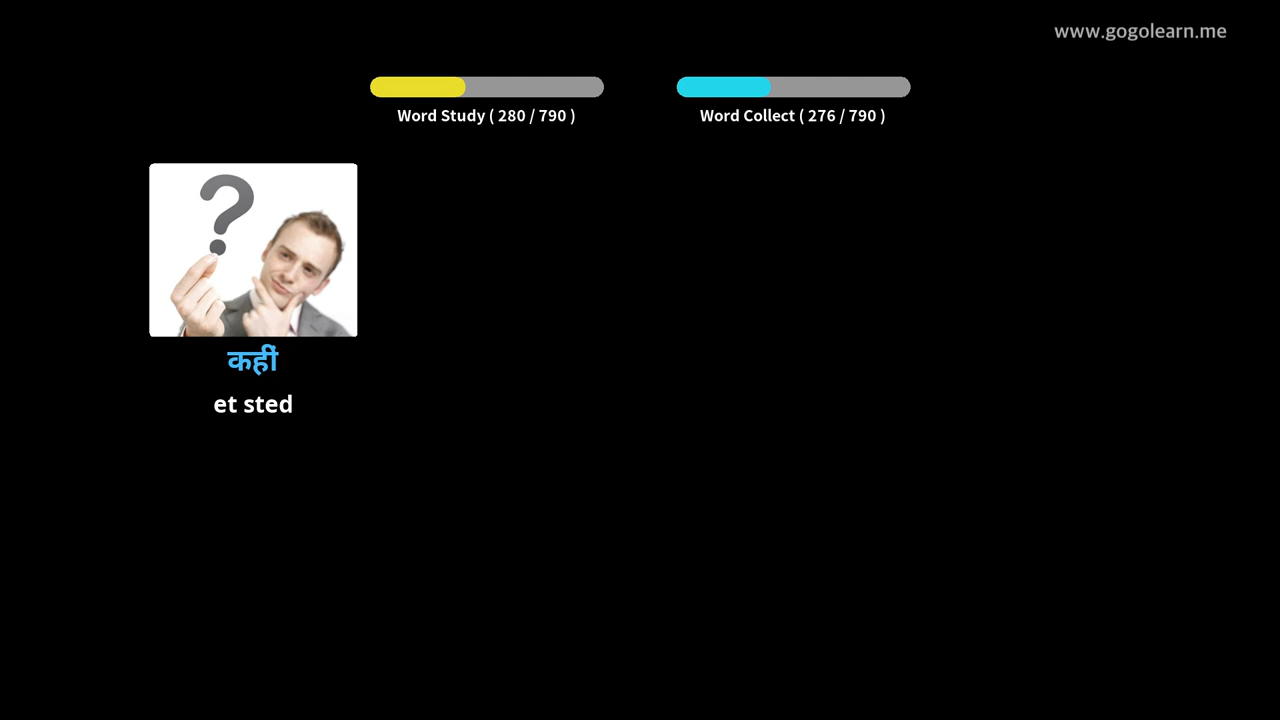 www.gogolearn.me
Word Study ( 280 / 790 )
Word Collect ( 276 / 790 )
?
कहीं
et sted